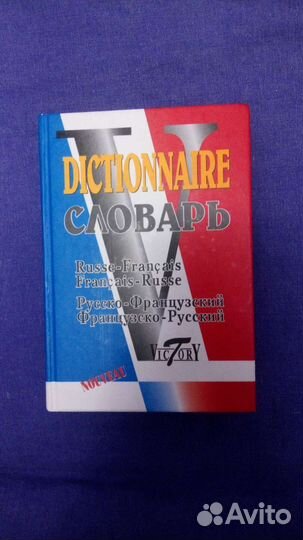 DICTIONNAIRE
СЛОВАРЬ
Russe-Français
Français-Russe
Русско-Французский
Французско-Русский
VICTORY
NOUVEAU
Avito